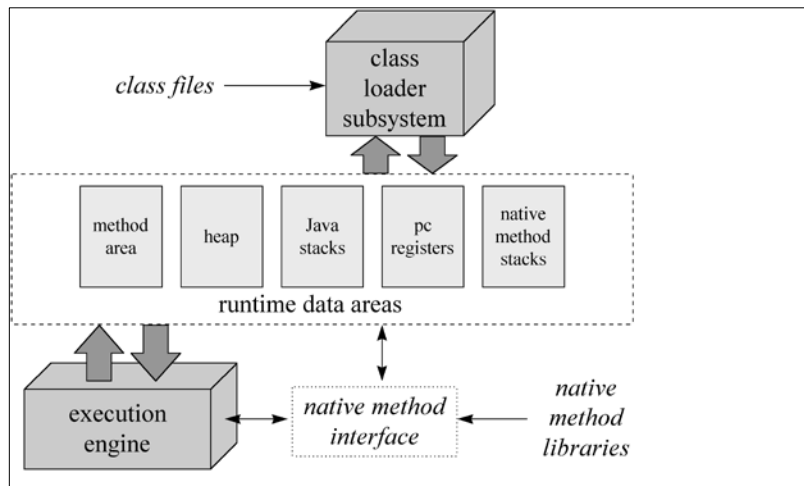 class
loader
subsystem
class files
method
area
heap
Java
stacks
pc
registers
native
method
stacks
runtime data areas
execution
engine
native method
interface
native
method
libraries